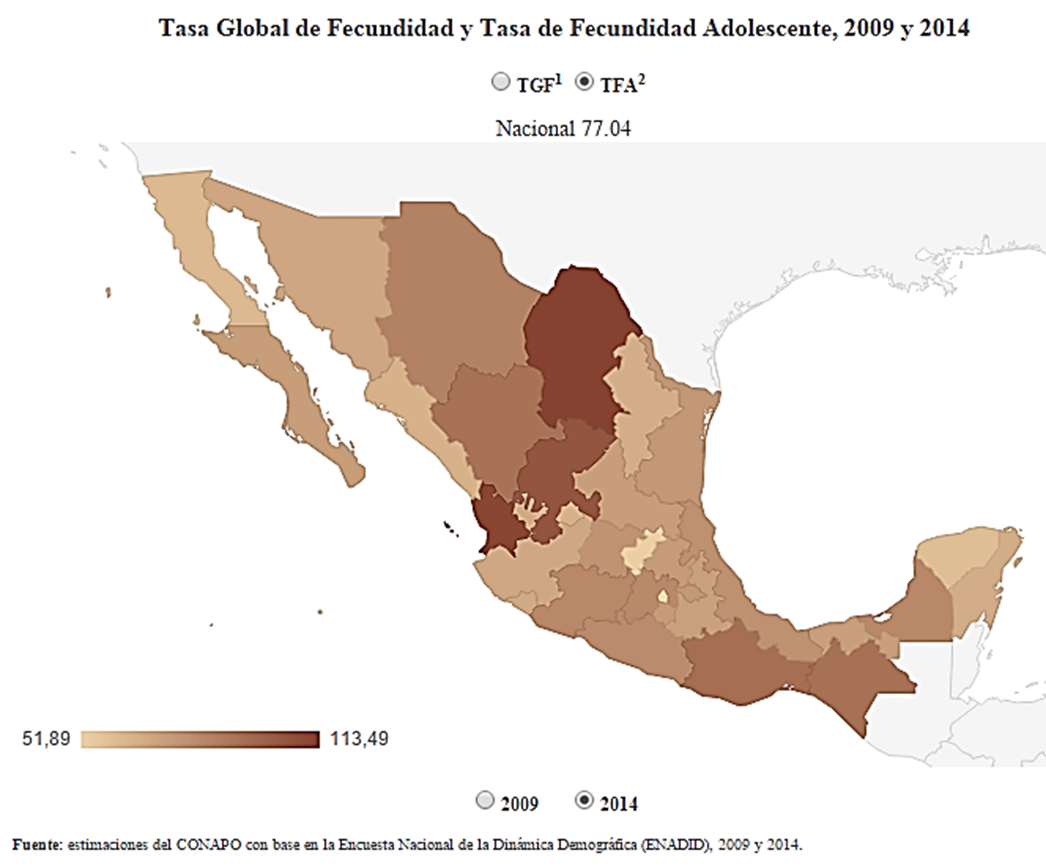 Tasa Global de Fecundidad y Tasa de Fecundidad Adolescente, 2009 y 2014
TGF¹ TFA²
Nacional 77.04
51,89 113,49
2009 2014
Fuente: estimaciones del CONAPO con base en la Encuesta Nacional de la Dinámica Demográfica (ENADID), 2009 y 2014.